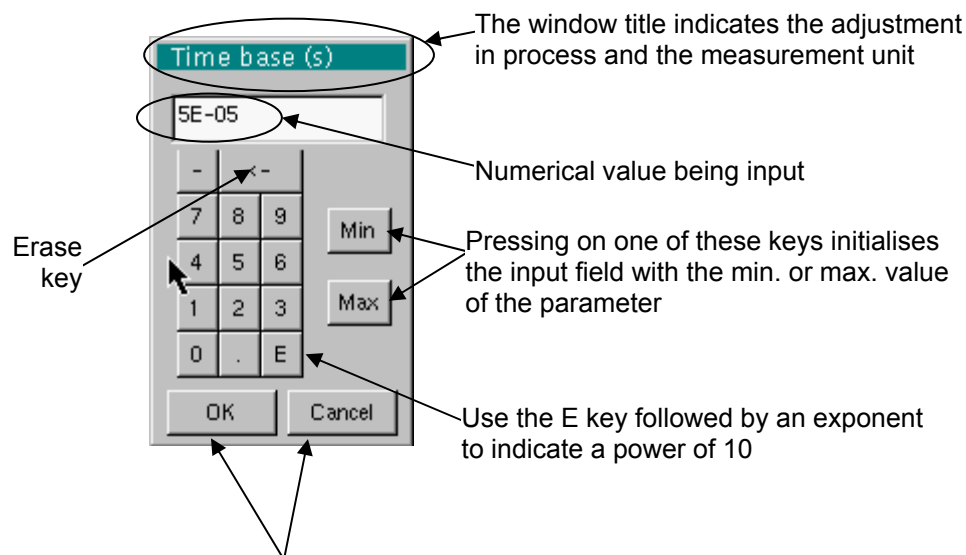 The window title indicates the adjustment
in process and the measurement unit
Time base (s)
5E-05
Numerical value being input
- <-
7 8 9
Min
Pressing on one of these keys initialises
the input field with the min. or max. value
of the parameter
Erase
key
4 5 6
1 2 3
Max
0 . E
OK Cancel
Use the E key followed by an exponent
to indicate a power of 10